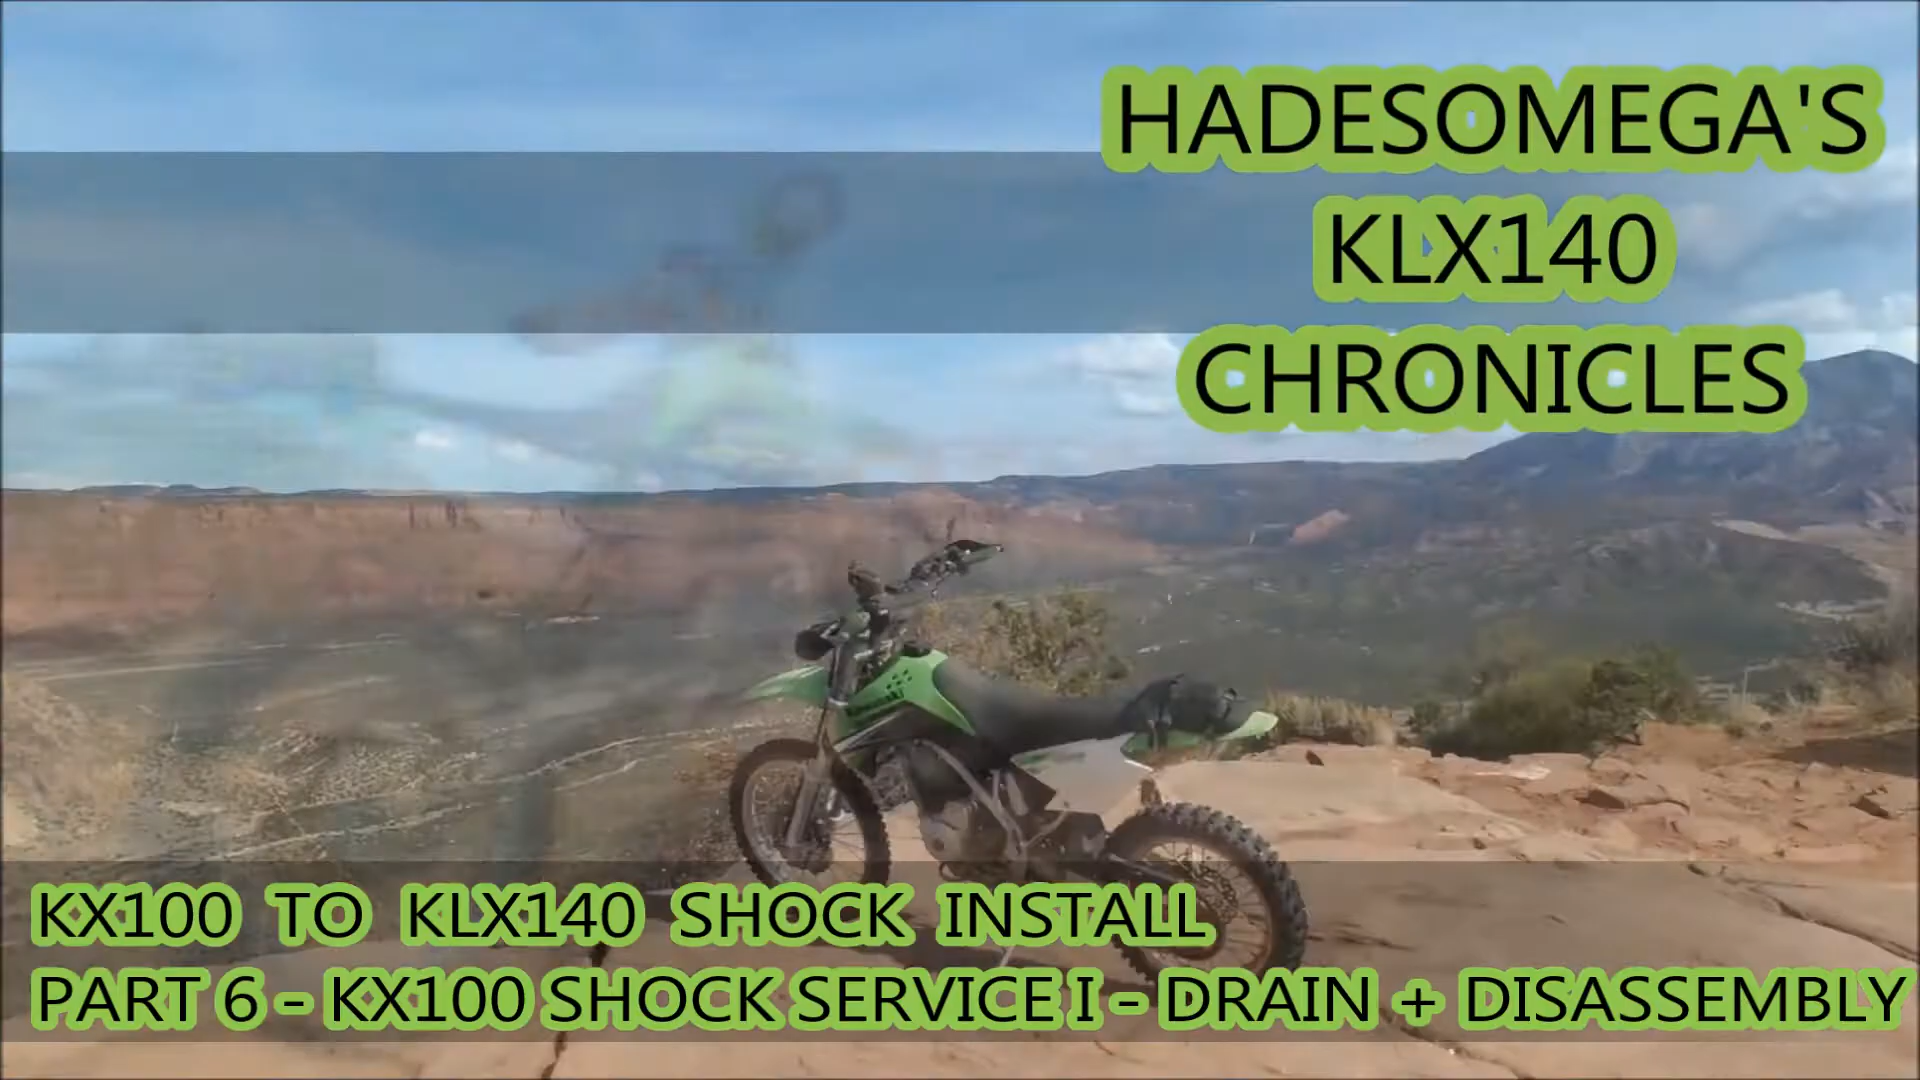 HADESOMEGA'S
KLX140
CHRONICLES
KX100 TO KLX140 SHOCK INSTALL
PART 6 - KX100 SHOCK SERVICE I - DRAIN + DISASSEMBLY